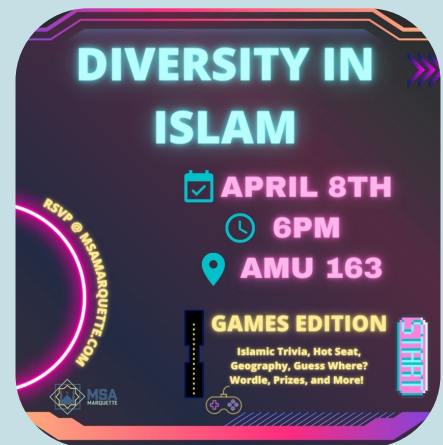 DIVERSITY IN
ISLAM
APRIL 8TH
6PM
AMU 163
RSVP @ MSAMARQUETTE.COM
GAMES EDITION
Islamic Trivia, Hot Seat,
Geography, Guess Where?
Wordle, Prizes, and More!
START
MSA
MARQUETTE